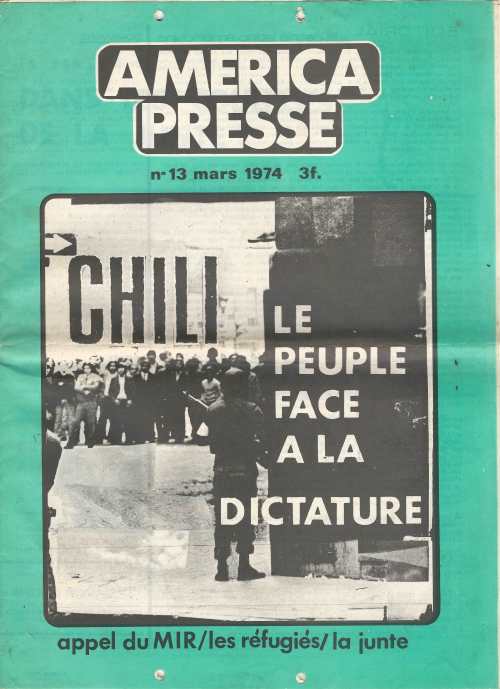 AMERICA
PRESSE
n° 13 mars 1974 3f.
CHILI
LE
PEUPLE
FACE
A LA
DICTATURE
appel du MIR/les réfugiés/la junte